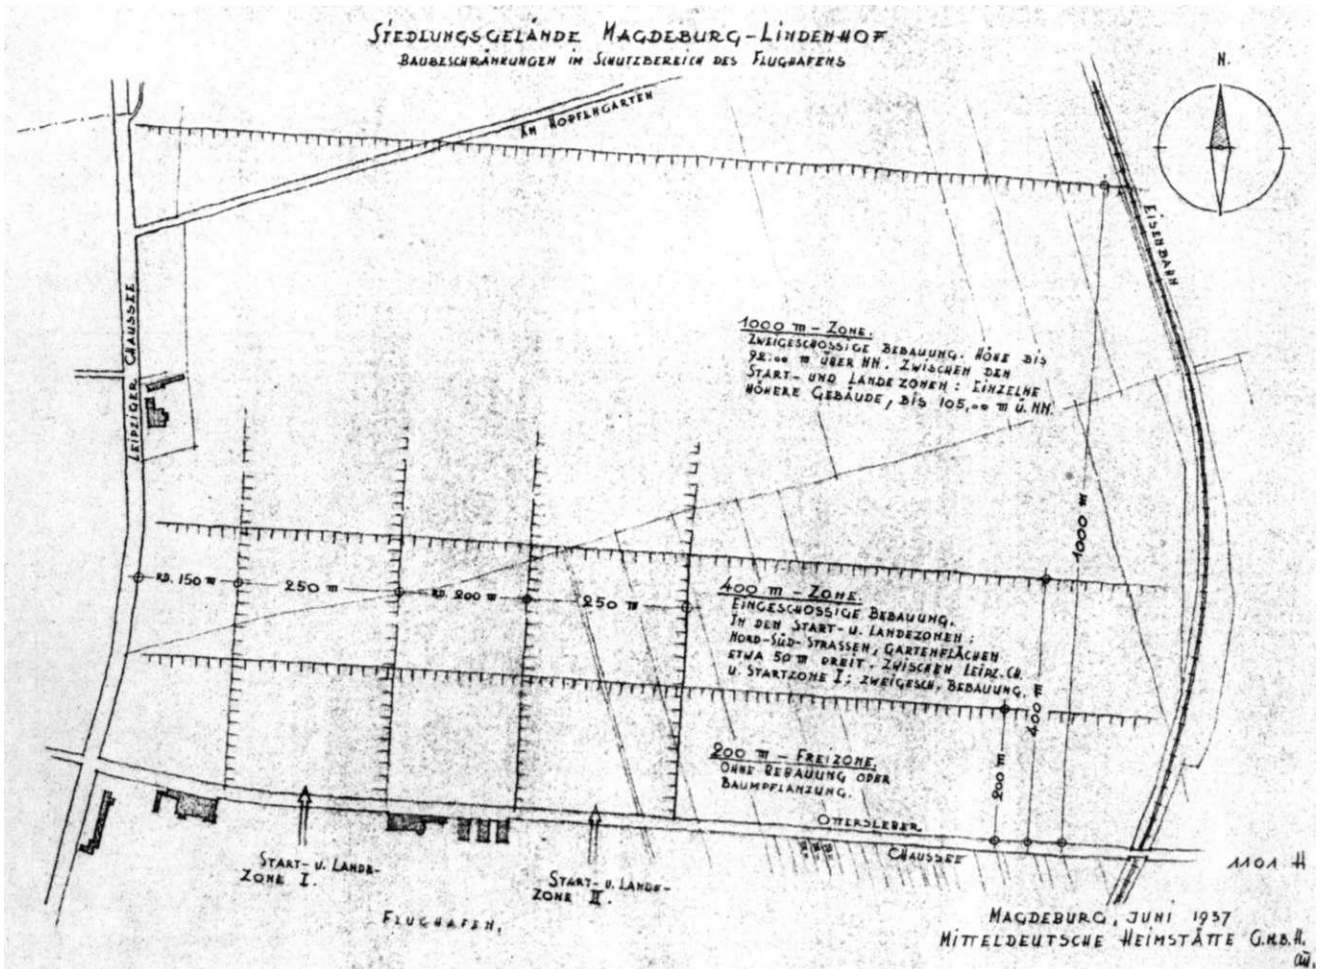 SIEDLUNGSGELÄNDE MAGDEBURG-LINDENHOF
BAUBESCHRÄNKUNGEN IM SCHUTZBEREICH DES FLUGHAFENS
N.
AM HOPFENGARTEN
EISENBAHN
LEIPZIGER CHAUSSEE
1000 m - ZONE.
ZWEIGESCHOSSIGE BEBAUUNG. HÖHE BIS
92,00 m ÜBER NN. ZWISCHEN DEN
START- UND LANDEZONEN: EINZELNE
HÖHERE GEBÄUDE, BIS 105,00 m Ü. NN.
1000 m
RD. 150 m
250 m
RD. 200 m
250 m
400 m - ZONE.
EINGESCHOSSIGE BEBAUUNG.
IN DEN START- U. LANDEZONEN:
NORD-SÜD-STRASSEN, GARTENFLÄCHEN
ETWA 50 m BREIT. ZWISCHEN LEIPZ. CH.
U. STARTZONE I: ZWEIGESCH. BEBAUUNG.
400 m
200 m - FREIZONE.
OHNE BEBAUUNG ODER
BAUMPFLANZUNG.
200 m
OTTERSLEBER
CHAUSSEE
START- U. LANDE-
ZONE I.
START- U. LANDE-
ZONE II.
FLUGHAFEN.
1101 H
MAGDEBURG, JUNI 1937
MITTELDEUTSCHE HEIMSTÄTTE G.M.B.H.